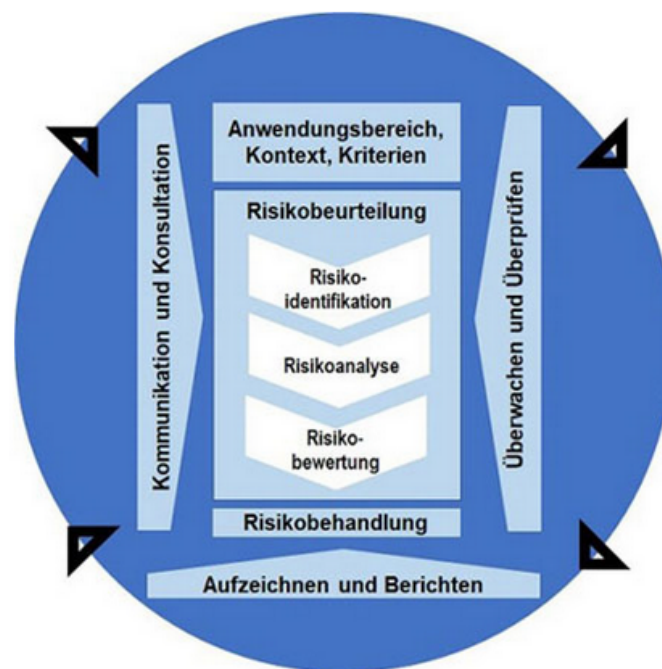 Anwendungsbereich,
Kontext, Kriterien
Kommunikation und Konsultation
Risikobeurteilung
Risiko-
identifikation
Risikoanalyse
Risiko-
bewertung
Überwachen und Überprüfen
Risikobehandlung
Aufzeichnen und Berichten